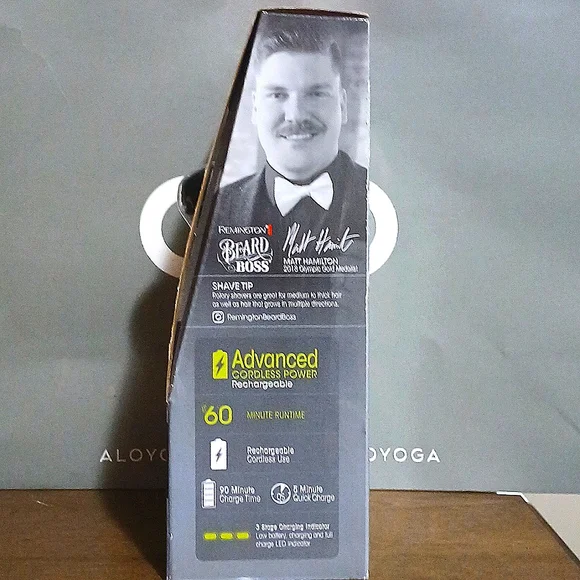 REMINGTON
BEARD
BOSS
Matt Hamilton
MATT HAMILTON
2018 Olympic Gold Medalist
SHAVE TIP
Rotary shavers are great for medium to thick hair
as well as hair that grows in multiple directions.
RemingtonBeardBoss
Advanced
CORDLESS POWER
Rechargeable
60 MINUTE RUNTIME
Rechargeable
Cordless Use
90 Minute
Charge Time
5 Minute
Quick Charge
3 Stage Charging Indicator
Low battery, charging and full
charge LED indicator
ALOYO
OYOGA